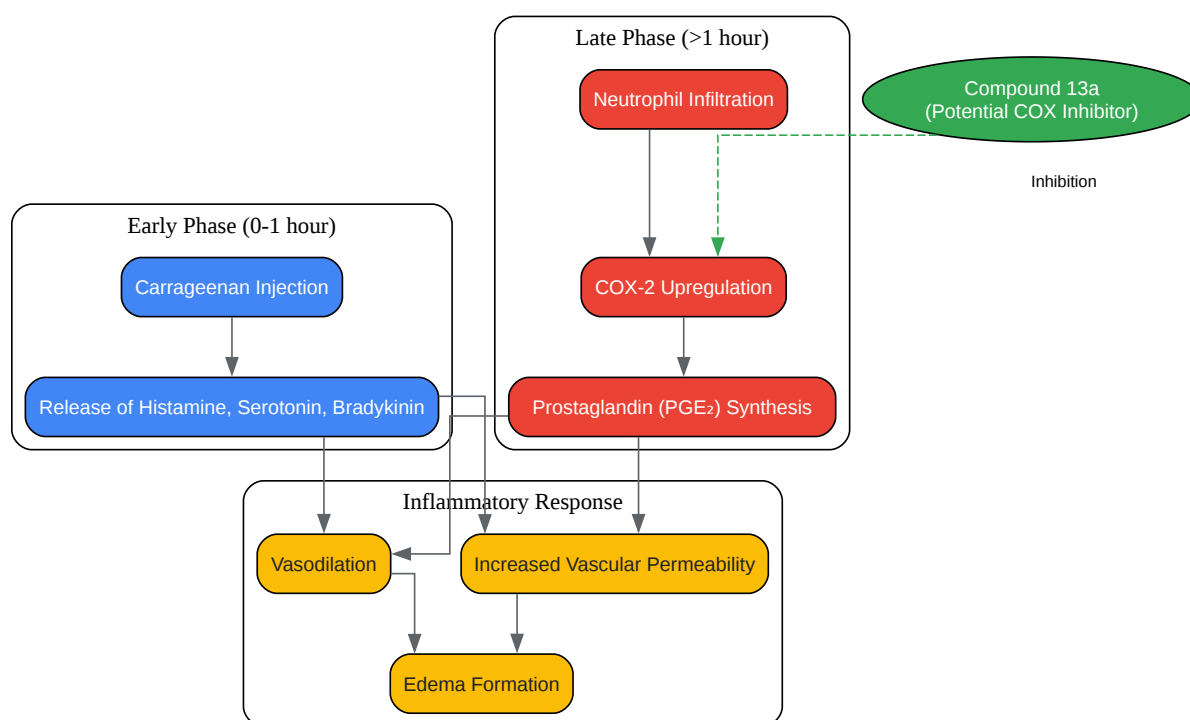 Late Phase (>1 hour)
Neutrophil Infiltration
Compound 13a
(Potential COX Inhibitor)
Inhibition
Early Phase (0-1 hour)
Carrageenan Injection
COX-2 Upregulation
Release of Histamine, Serotonin, Bradykinin
Prostaglandin (PGE₂) Synthesis
Inflammatory Response
Vasodilation
Increased Vascular Permeability
Edema Formation